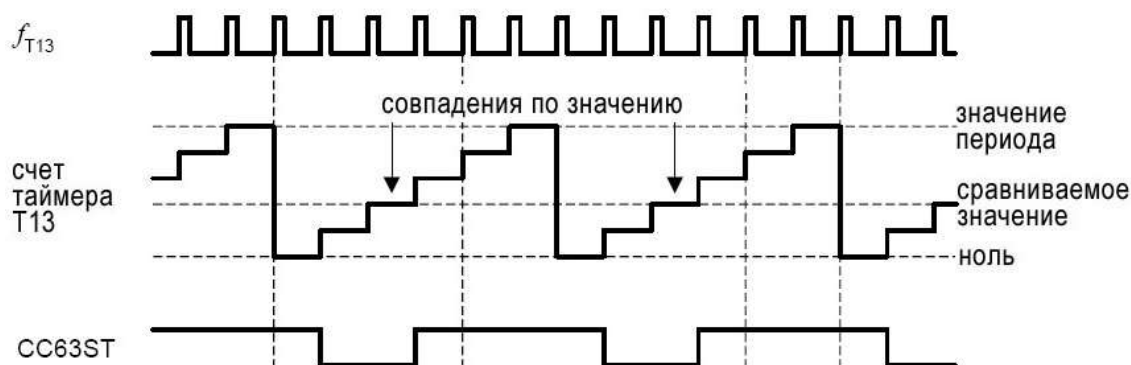 fT13
совпадения по значению
значение
периода
счет
таймера
T13
сравниваемое
значение
ноль
CC63ST